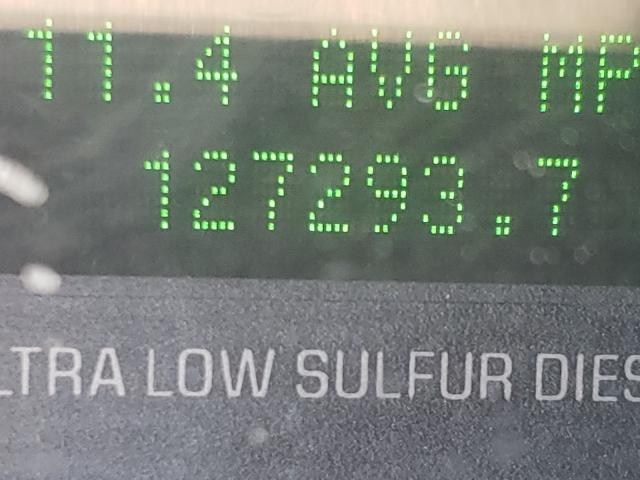 11.4 AVG MP
127293.7
LTRA LOW SULFUR DIES